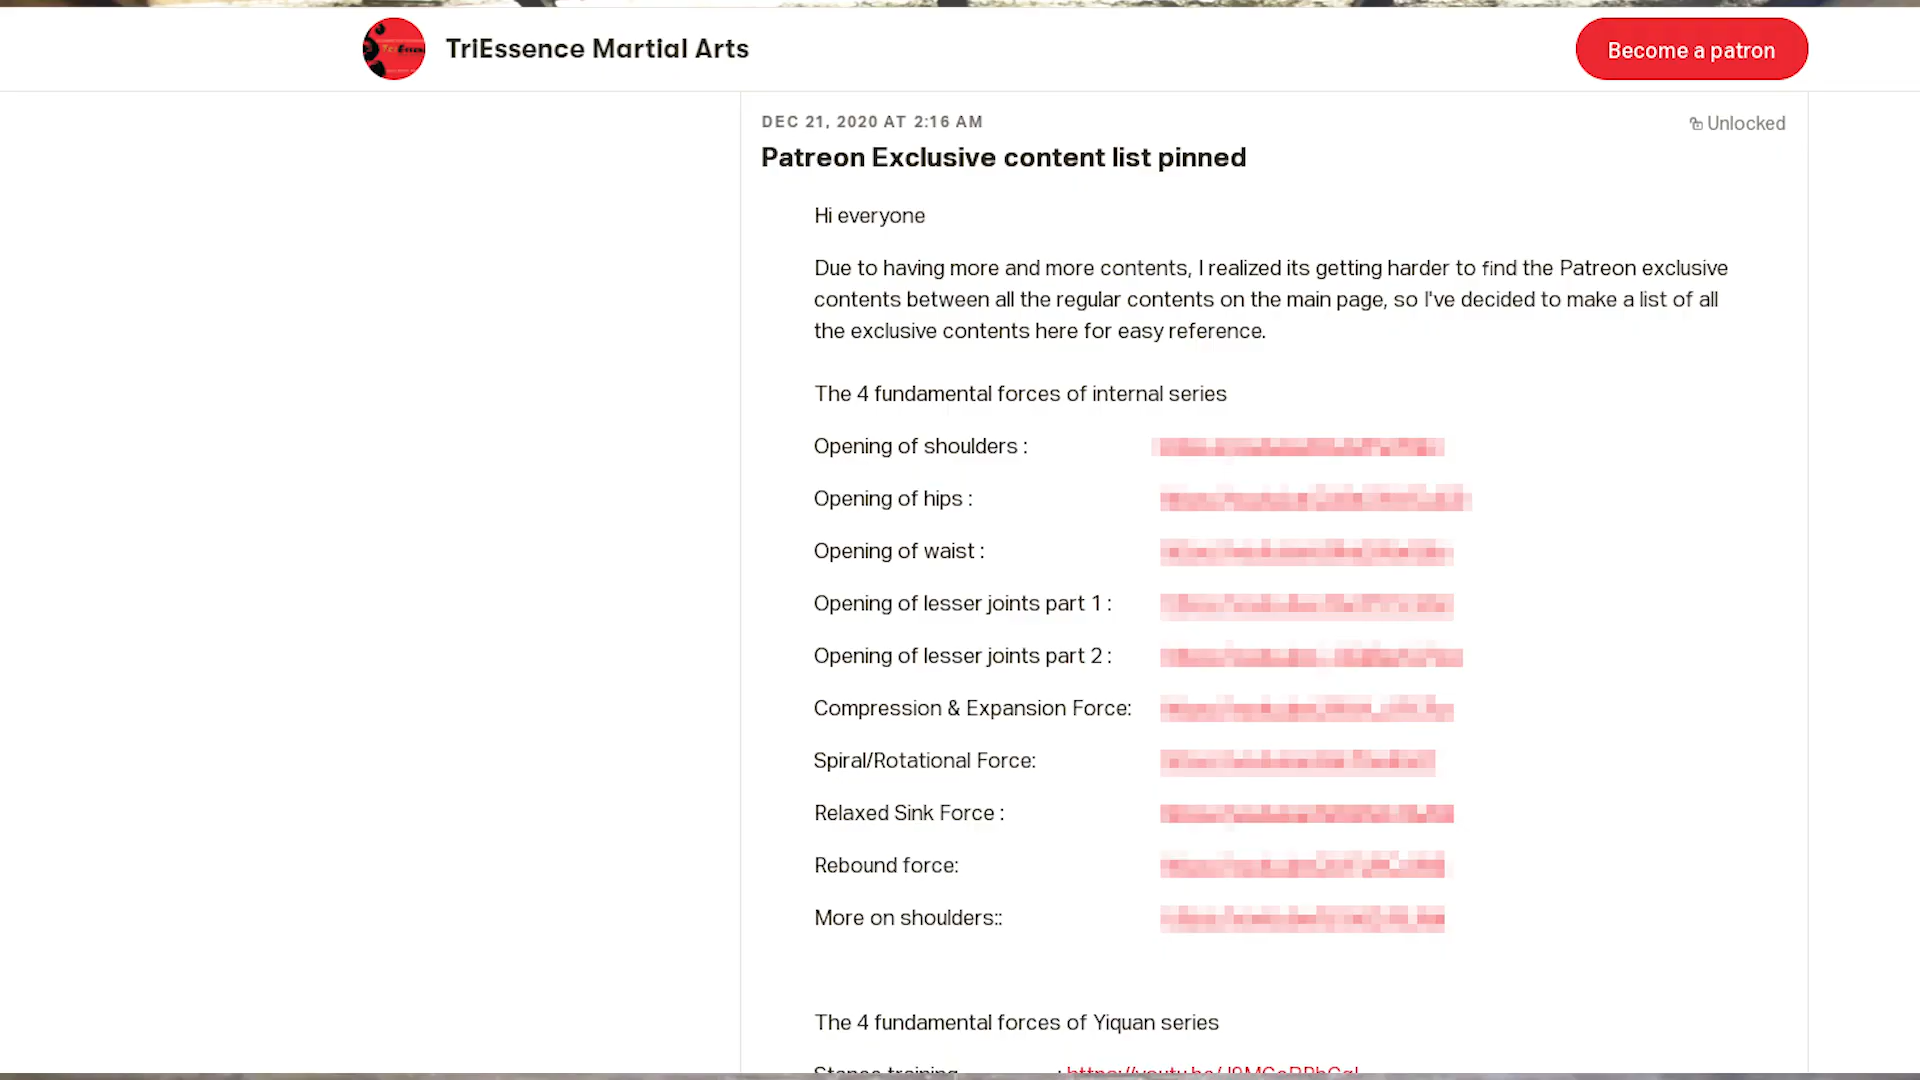 TriEssence Martial Arts
Become a patron
DEC 21, 2020 AT 2:16 AM
Unlocked
Patreon Exclusive content list pinned
Hi everyone
Due to having more and more contents, I realized its getting harder to find the Patreon exclusive
contents between all the regular contents on the main page, so I've decided to make a list of all
the exclusive contents here for easy reference.
The 4 fundamental forces of internal series
Opening of shoulders :
Opening of hips :
Opening of waist :
Opening of lesser joints part 1 :
Opening of lesser joints part 2 :
Compression & Expansion Force:
Spiral/Rotational Force:
Relaxed Sink Force :
Rebound force:
More on shoulders::
The 4 fundamental forces of Yiquan series
Stance training :